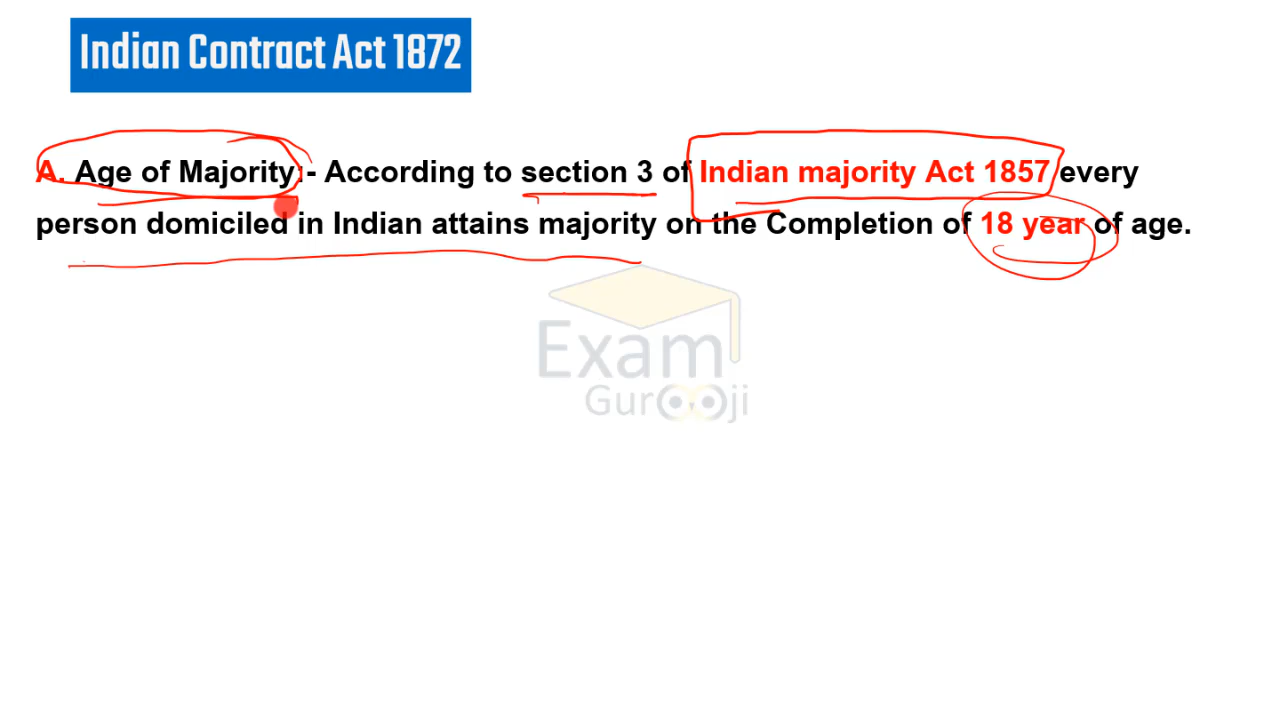 Indian Contract Act 1872
A. Age of Majority:- According to section 3 of Indian majority Act 1857 every
person domiciled in Indian attains majority on the Completion of 18 year of age.
Exam
Gurooji